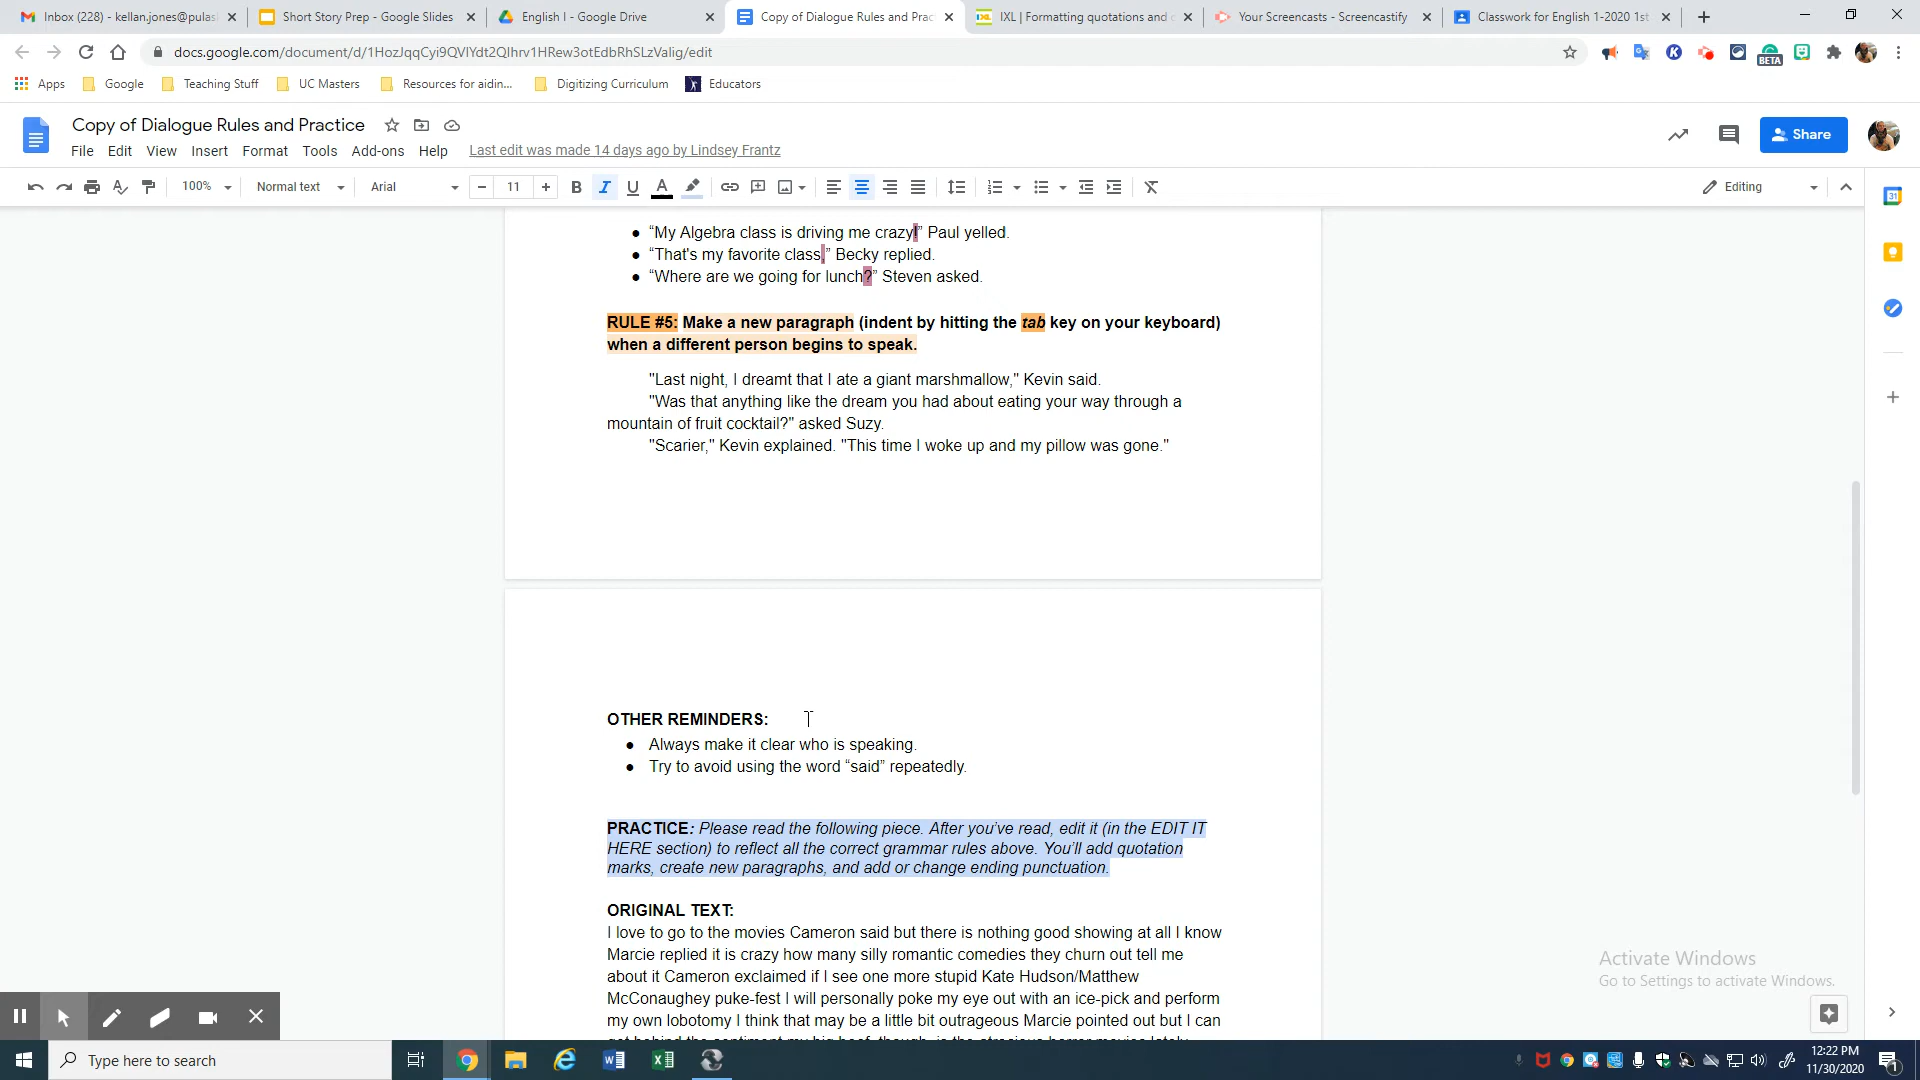 Inbox (228) - kellan.jones@pulas
Short Story Prep - Google Slides
English I - Google Drive
Copy of Dialogue Rules and Prac
IXL | Formatting quotations and d
Your Screencasts - Screencastify
Classwork for English 1-2020 1st
docs.google.com/document/d/1HozJqqCyi9QVlYdt2QIhrv1HRew3otEdbRhSLzValig/edit
BETA
Apps
Google
Teaching Stuff
UC Masters
Resources for aidin...
Digitizing Curriculum
Educators
Copy of Dialogue Rules and Practice
Share
File Edit View Insert Format Tools Add-ons Help Last edit was made 14 days ago by Lindsey Frantz
100% Normal text Arial 11 B I U A Editing
● “My Algebra class is driving me crazy!” Paul yelled.
● “That's my favorite class,” Becky replied.
● “Where are we going for lunch?” Steven asked.
RULE #5: Make a new paragraph (indent by hitting the tab key on your keyboard)
when a different person begins to speak.
"Last night, I dreamt that I ate a giant marshmallow," Kevin said.
"Was that anything like the dream you had about eating your way through a
mountain of fruit cocktail?" asked Suzy.
"Scarier," Kevin explained. "This time I woke up and my pillow was gone."
OTHER REMINDERS:
● Always make it clear who is speaking.
● Try to avoid using the word “said” repeatedly.
PRACTICE: Please read the following piece. After you’ve read, edit it (in the EDIT IT
HERE section) to reflect all the correct grammar rules above. You’ll add quotation
marks, create new paragraphs, and add or change ending punctuation.
ORIGINAL TEXT:
I love to go to the movies Cameron said but there is nothing good showing at all I know
Marcie replied it is crazy how many silly romantic comedies they churn out tell me
about it Cameron exclaimed if I see one more stupid Kate Hudson/Matthew
McConaughey puke-fest I will personally poke my eye out with an ice-pick and perform
my own lobotomy I think that may be a little bit outrageous Marcie pointed out but I can
Activate Windows
Go to Settings to activate Windows.
Type here to search
12:22 PM
11/30/2020
1